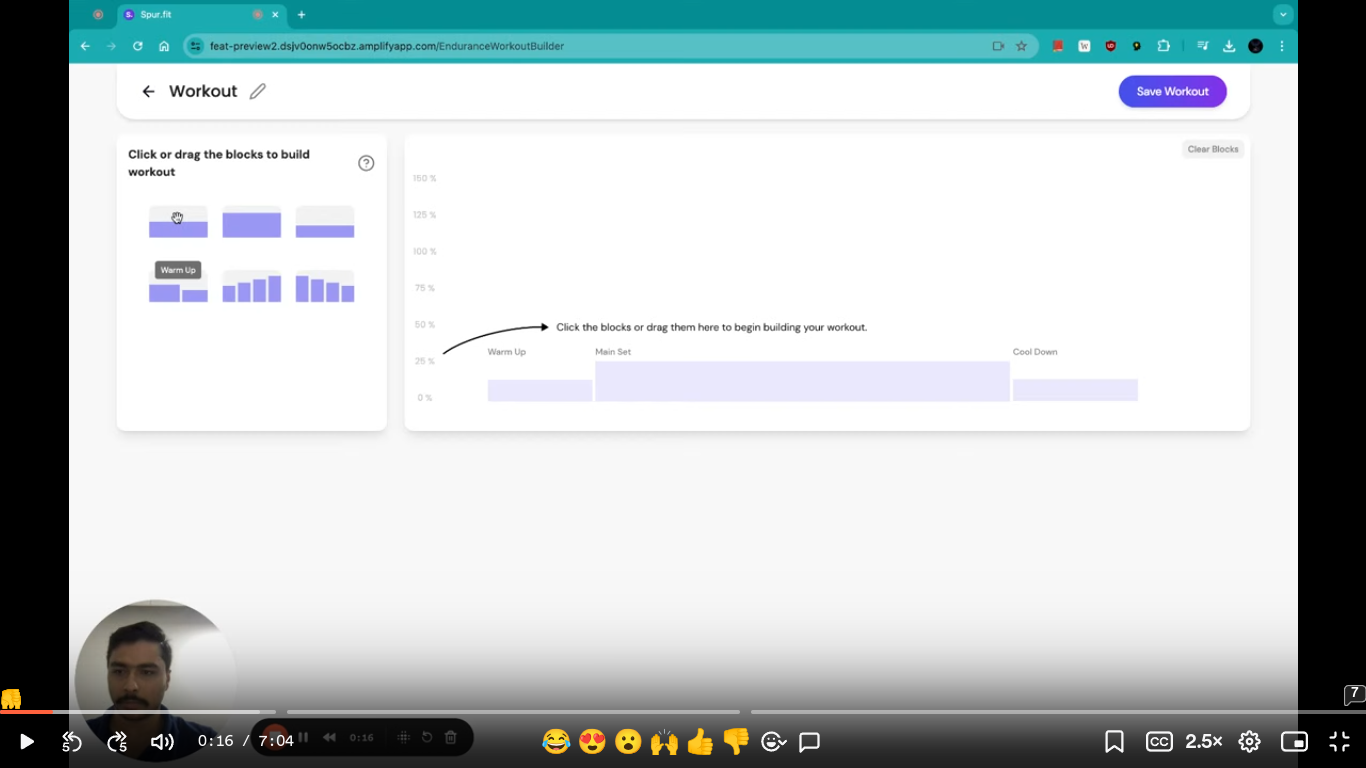 Spur.fit
feat-preview2.dsjv0onw5ocbz.amplifyapp.com/EnduranceWorkoutBuilder
Workout
Save Workout
Click or drag the blocks to build
workout
Warm Up
Clear Blocks
150 %
125 %
100 %
75 %
50 %
25 %
0 %
Click the blocks or drag them here to begin building your workout.
Warm Up
Main Set
Cool Down
7
5
5
0:16 / 7:04
0:16
CC
2.5×